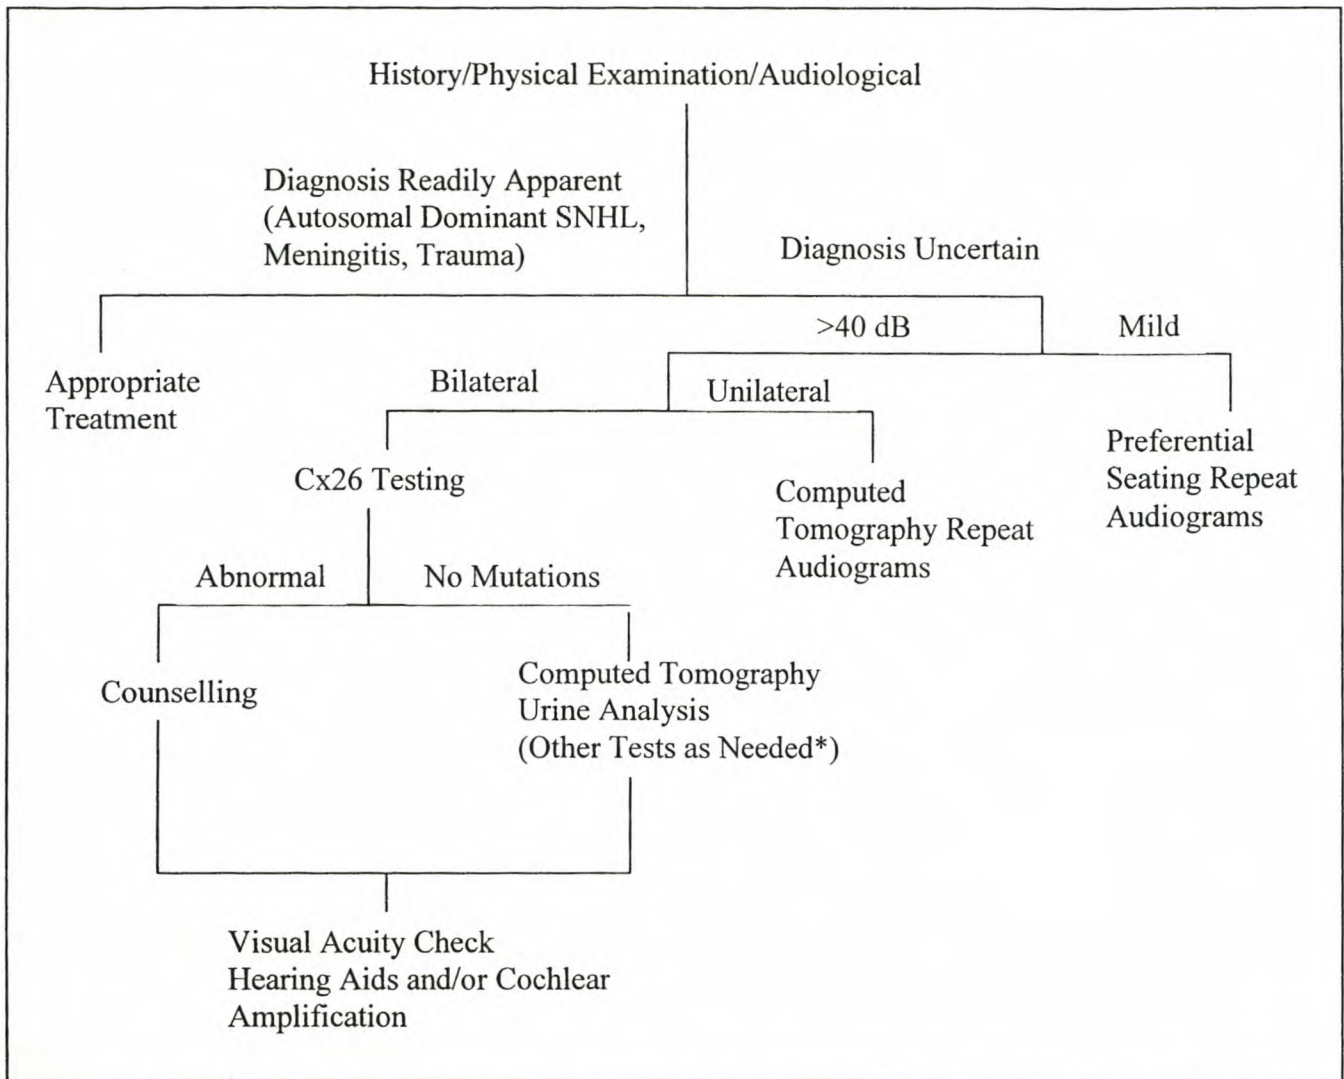 History/Physical Examination/Audiological
Diagnosis Readily Apparent
(Autosomal Dominant SNHL,
Meningitis, Trauma)
Diagnosis Uncertain
>40 dB
Mild
Appropriate
Treatment
Bilateral
Unilateral
Preferential
Seating Repeat
Audiograms
Cx26 Testing
Computed
Tomography Repeat
Audiograms
Abnormal
No Mutations
Counselling
Computed Tomography
Urine Analysis
(Other Tests as Needed*)
Visual Acuity Check
Hearing Aids and/or Cochlear
Amplification